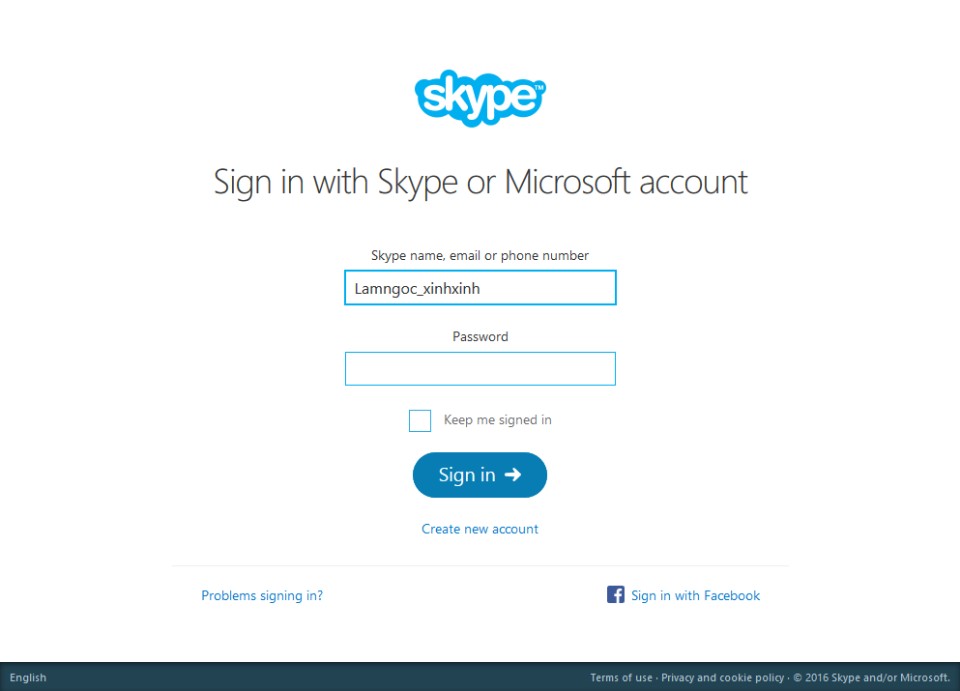 skype™
Sign in with Skype or Microsoft account
Skype name, email or phone number
Lamngoc_xinhxinh
Password
Keep me signed in
Sign in
Create new account
Problems signing in?
Sign in with Facebook
English
Terms of use · Privacy and cookie policy · © 2016 Skype and/or Microsoft.